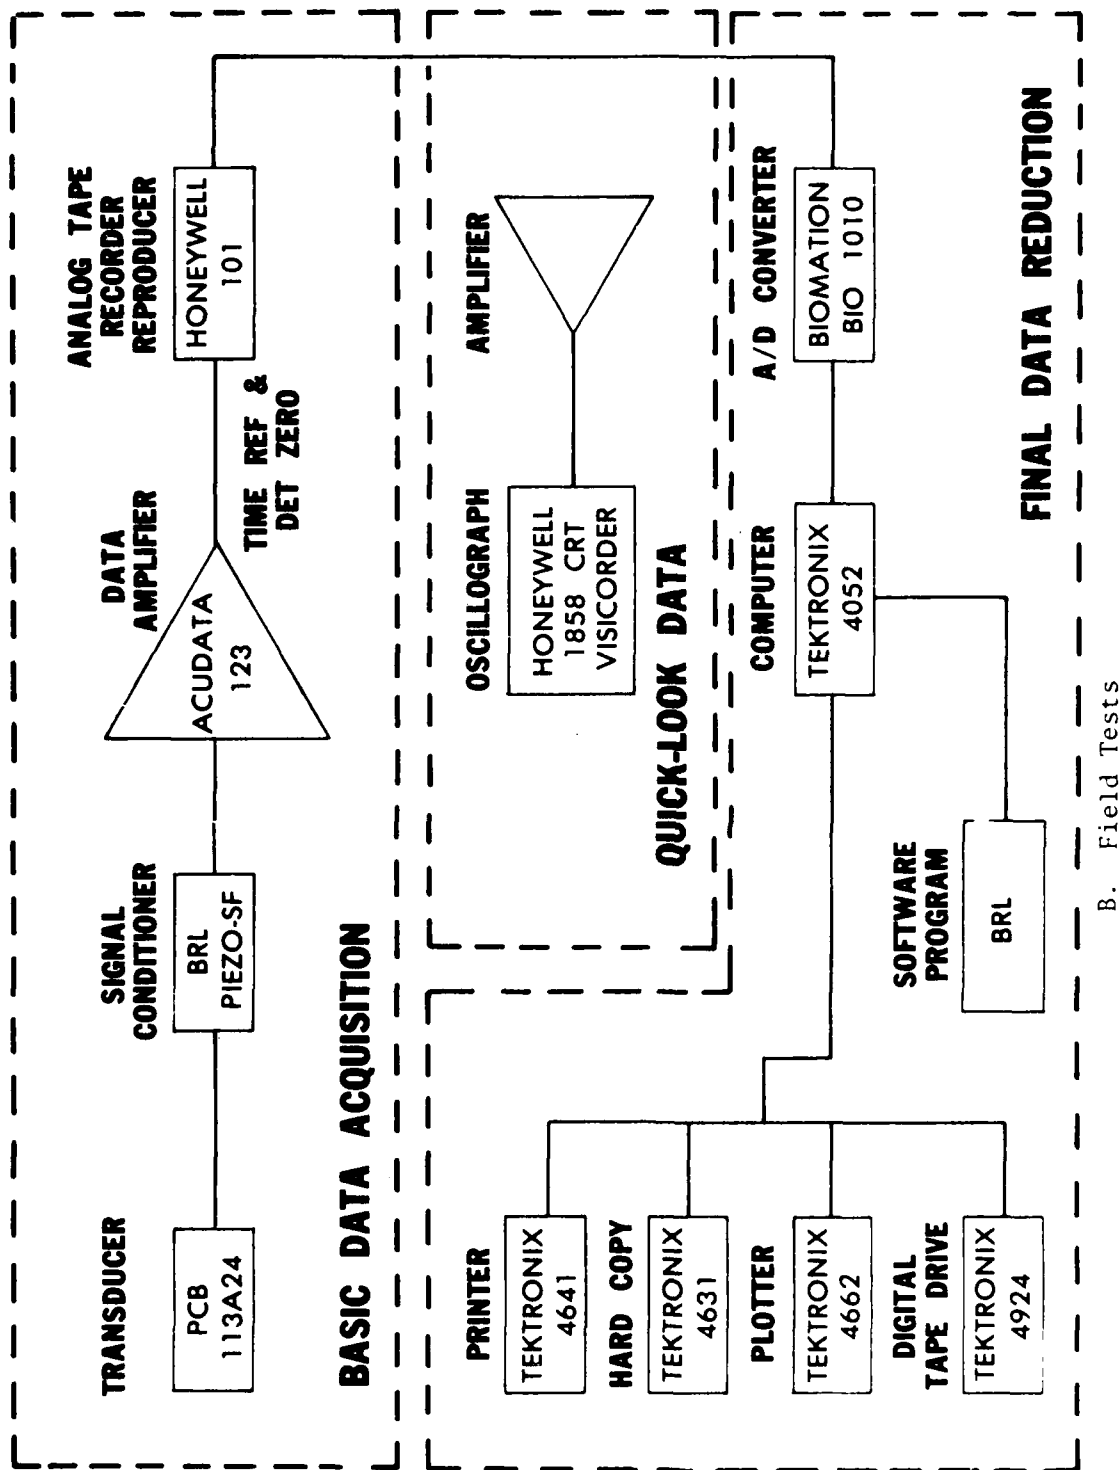 TRANSDUCER
PCB
113A24
SIGNAL
CONDITIONER
BRL
PIEZO-SF
DATA
AMPLIFIER
ACUDATA
123
TIME REF &
DET ZERO
ANALOG TAPE
RECORDER
REPRODUCER
HONEYWELL
101
BASIC DATA ACQUISITION
OSCILLOGRAPH
HONEYWELL
1858 CRT
VISICORDER
AMPLIFIER
QUICK-LOOK DATA
PRINTER
TEKTRONIX
4641
HARD COPY
TEKTRONIX
4631
PLOTTER
TEKTRONIX
4662
DIGITAL
TAPE DRIVE
TEKTRONIX
4924
SOFTWARE
PROGRAM
BRL
COMPUTER
TEKTRONIX
4052
A/D CONVERTER
BIOMATION
BIO 1010
FINAL DATA REDUCTION
B. Field Tests